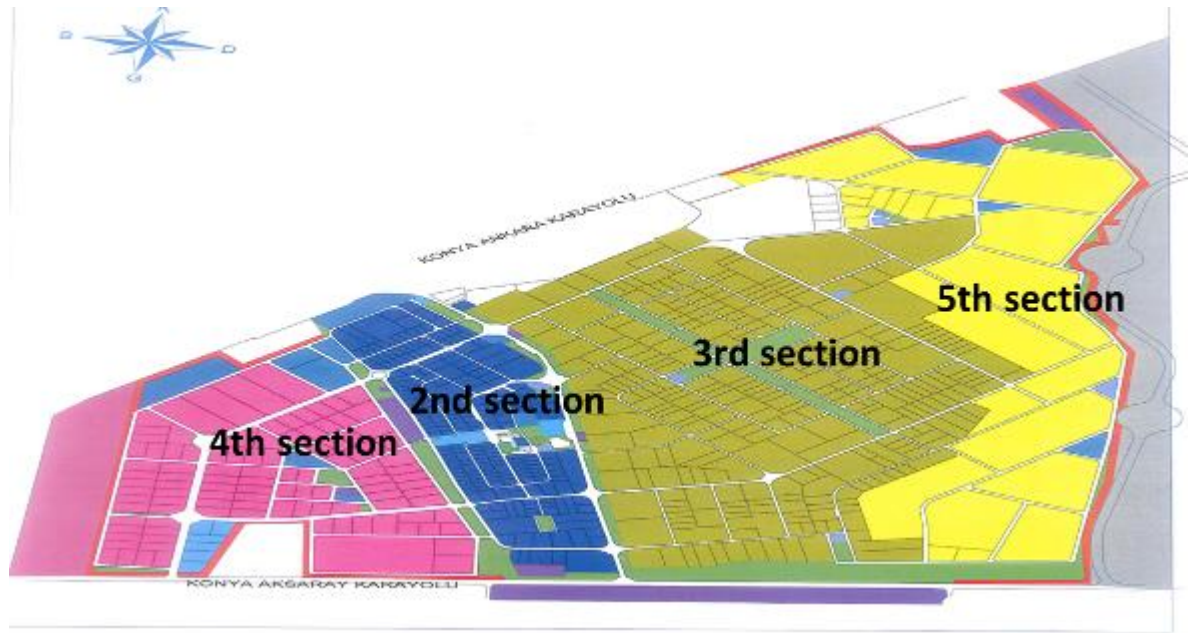 K
B
D
G
KONYA ANKARA KARAYOLU
5th section
3rd section
2nd section
4th section
KONYA AKSARAY KARAYOLU